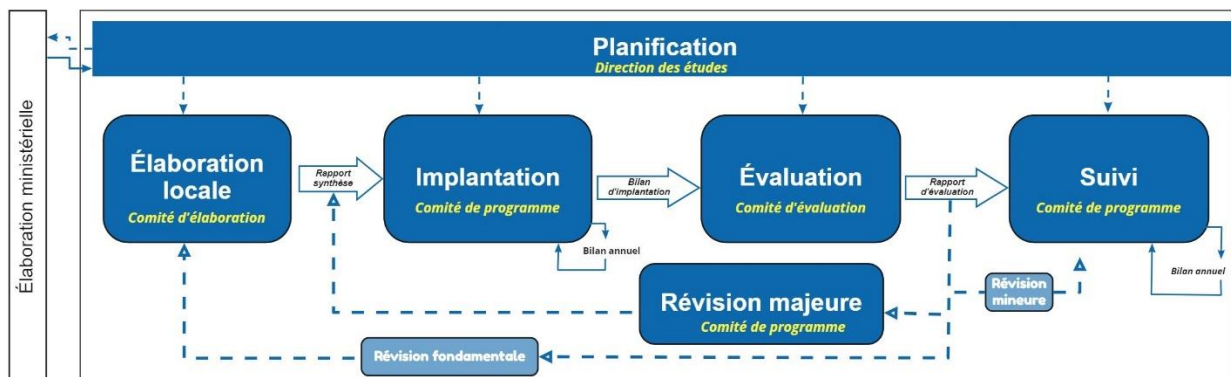 Élaboration ministérielle
Planification
Direction des études
Élaboration
locale
Comité d'élaboration
Rapport
synthèse
Implantation
Comité de programme
Bilan
d'implantation
Évaluation
Comité d'évaluation
Rapport
d'évaluation
Suivi
Comité de programme
Bilan annuel
Bilan annuel
Révision majeure
Comité de programme
Révision
mineure
Révision fondamentale